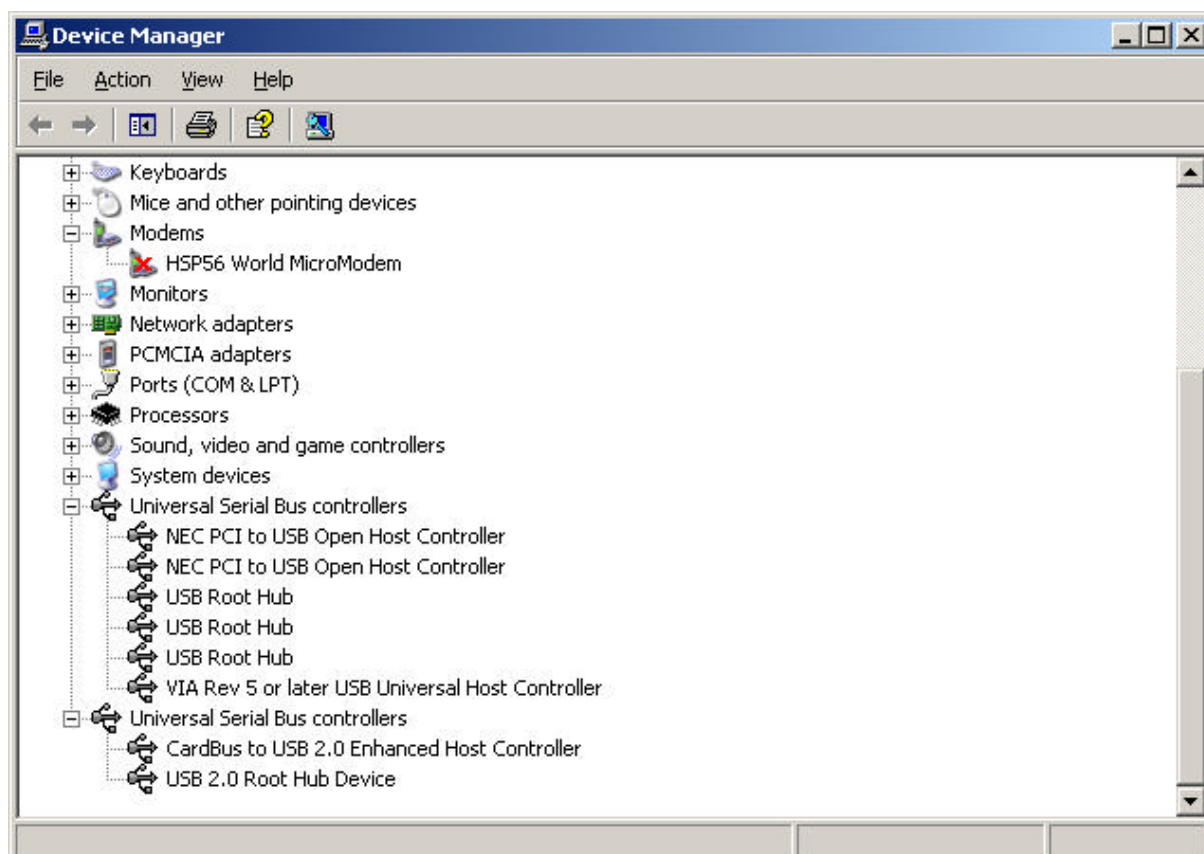 Device Manager
File Action View Help
Keyboards
Mice and other pointing devices
Modems
HSP56 World MicroModem
Monitors
Network adapters
PCMCIA adapters
Ports (COM & LPT)
Processors
Sound, video and game controllers
System devices
Universal Serial Bus controllers
NEC PCI to USB Open Host Controller
NEC PCI to USB Open Host Controller
USB Root Hub
USB Root Hub
USB Root Hub
VIA Rev 5 or later USB Universal Host Controller
Universal Serial Bus controllers
CardBus to USB 2.0 Enhanced Host Controller
USB 2.0 Root Hub Device